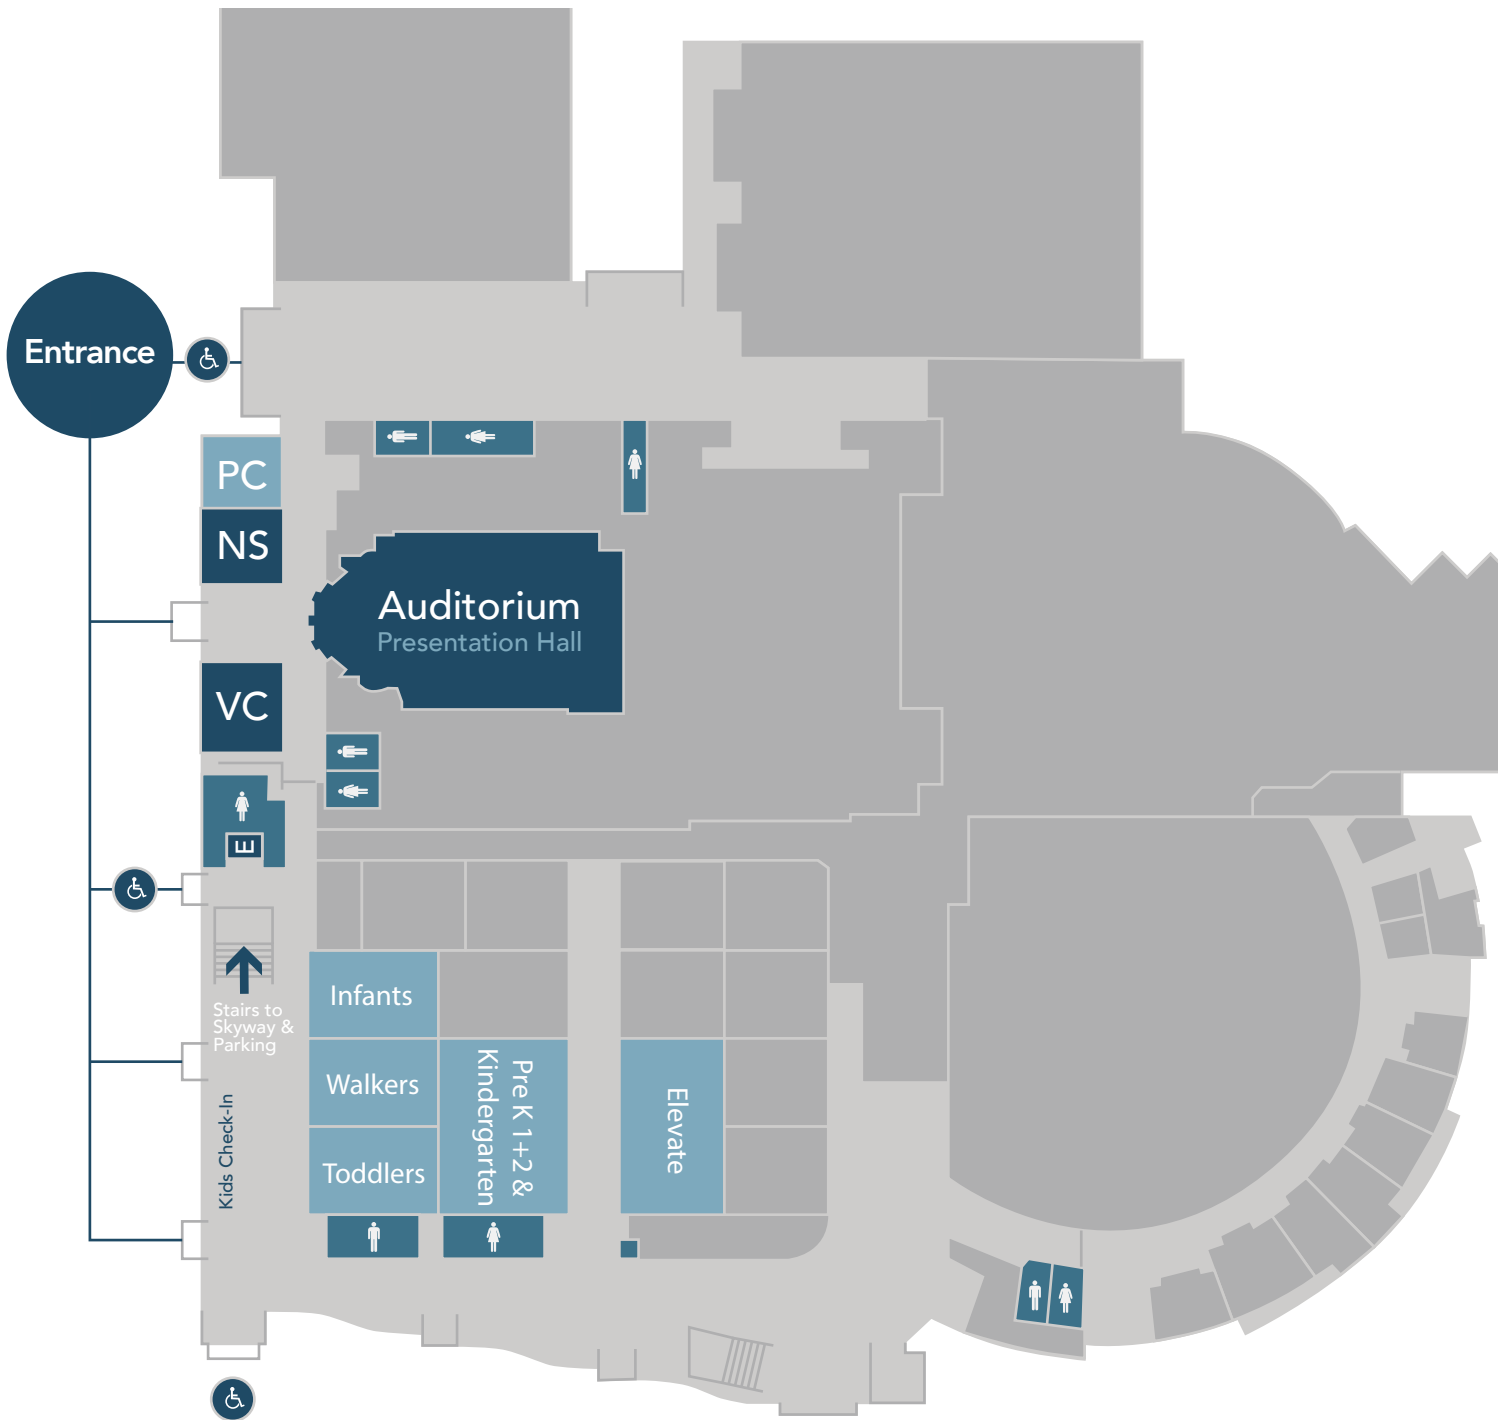 Entrance
PC
NS
Auditorium
Presentation Hall
VC
E
Stairs to
Skyway &
Parking
Kids Check-In
Infants
Walkers
Toddlers
Pre K 1+2 &
Kindergarten
Elevate